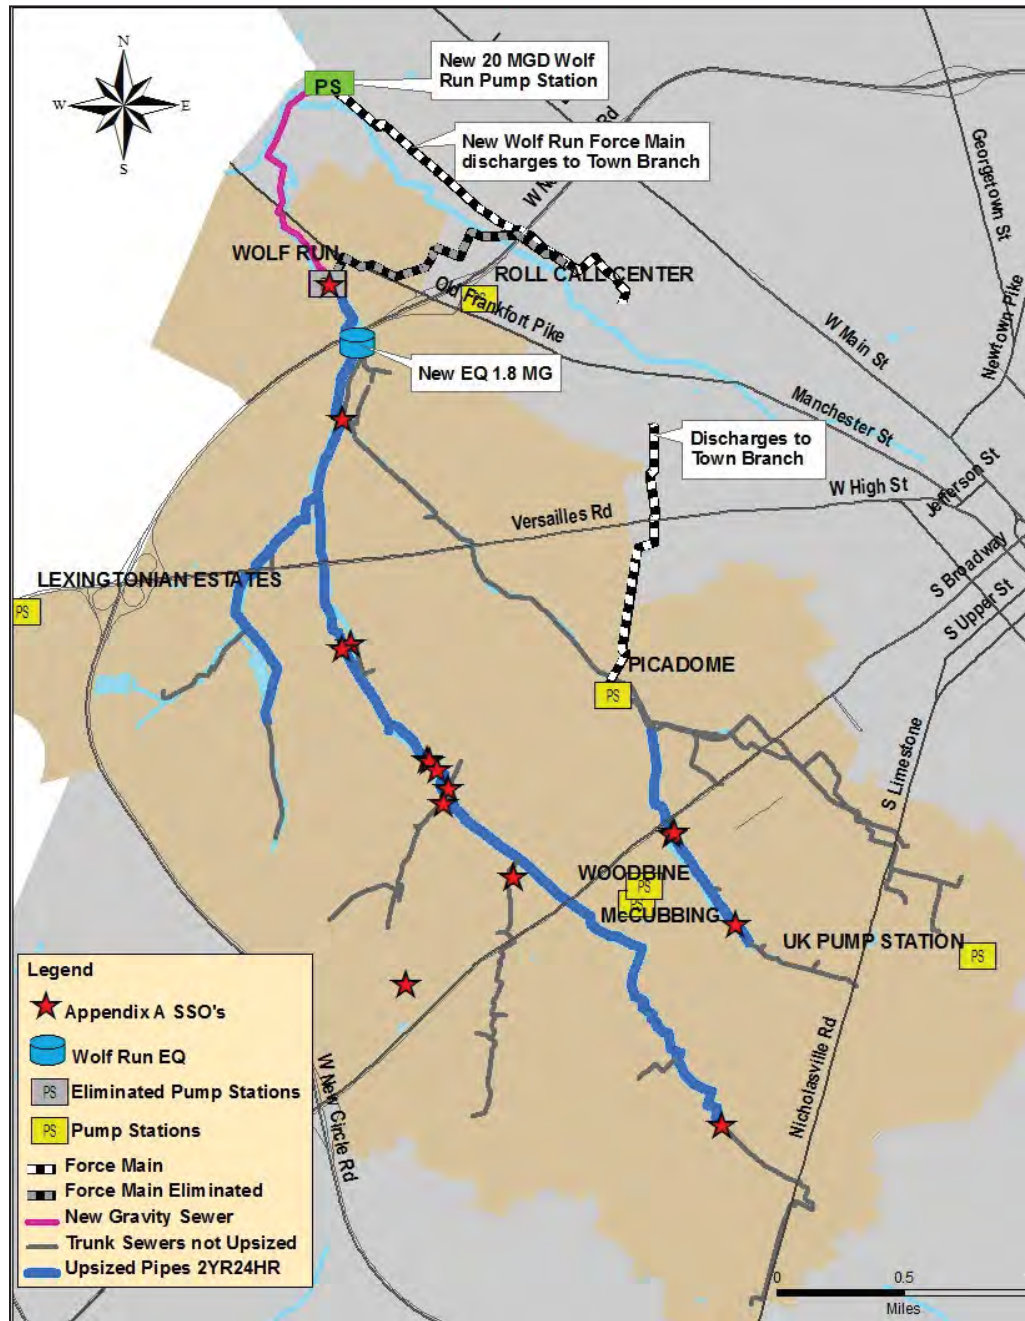 N
W
E
S
PS
New 20 MGD Wolf
Run Pump Station
New Wolf Run Force Main
discharges to Town Branch
Georgetown St
WOLF RUN
ROLL CALL CENTER
Old Frankfort Pike
New EQ 1.8 MG
W Main St
Newtown Pike
Manchester St
Discharges to
Town Branch
W High St
Jefferson St
Versailles Rd
S Broadway
S Upper St
LEXINGTONIAN ESTATES
PS
PICADOME
PS
S Limestone
WOODBINE
PS
PS
McCUBBING
UK PUMP STATION
PS
Nicholasville Rd
W New Circle Rd
Legend
Appendix A SSO's
Wolf Run EQ
PS Eliminated Pump Stations
PS Pump Stations
Force Main
Force Main Eliminated
New Gravity Sewer
Trunk Sewers not Upsized
Upsized Pipes 2YR24HR
0 0.5
Miles